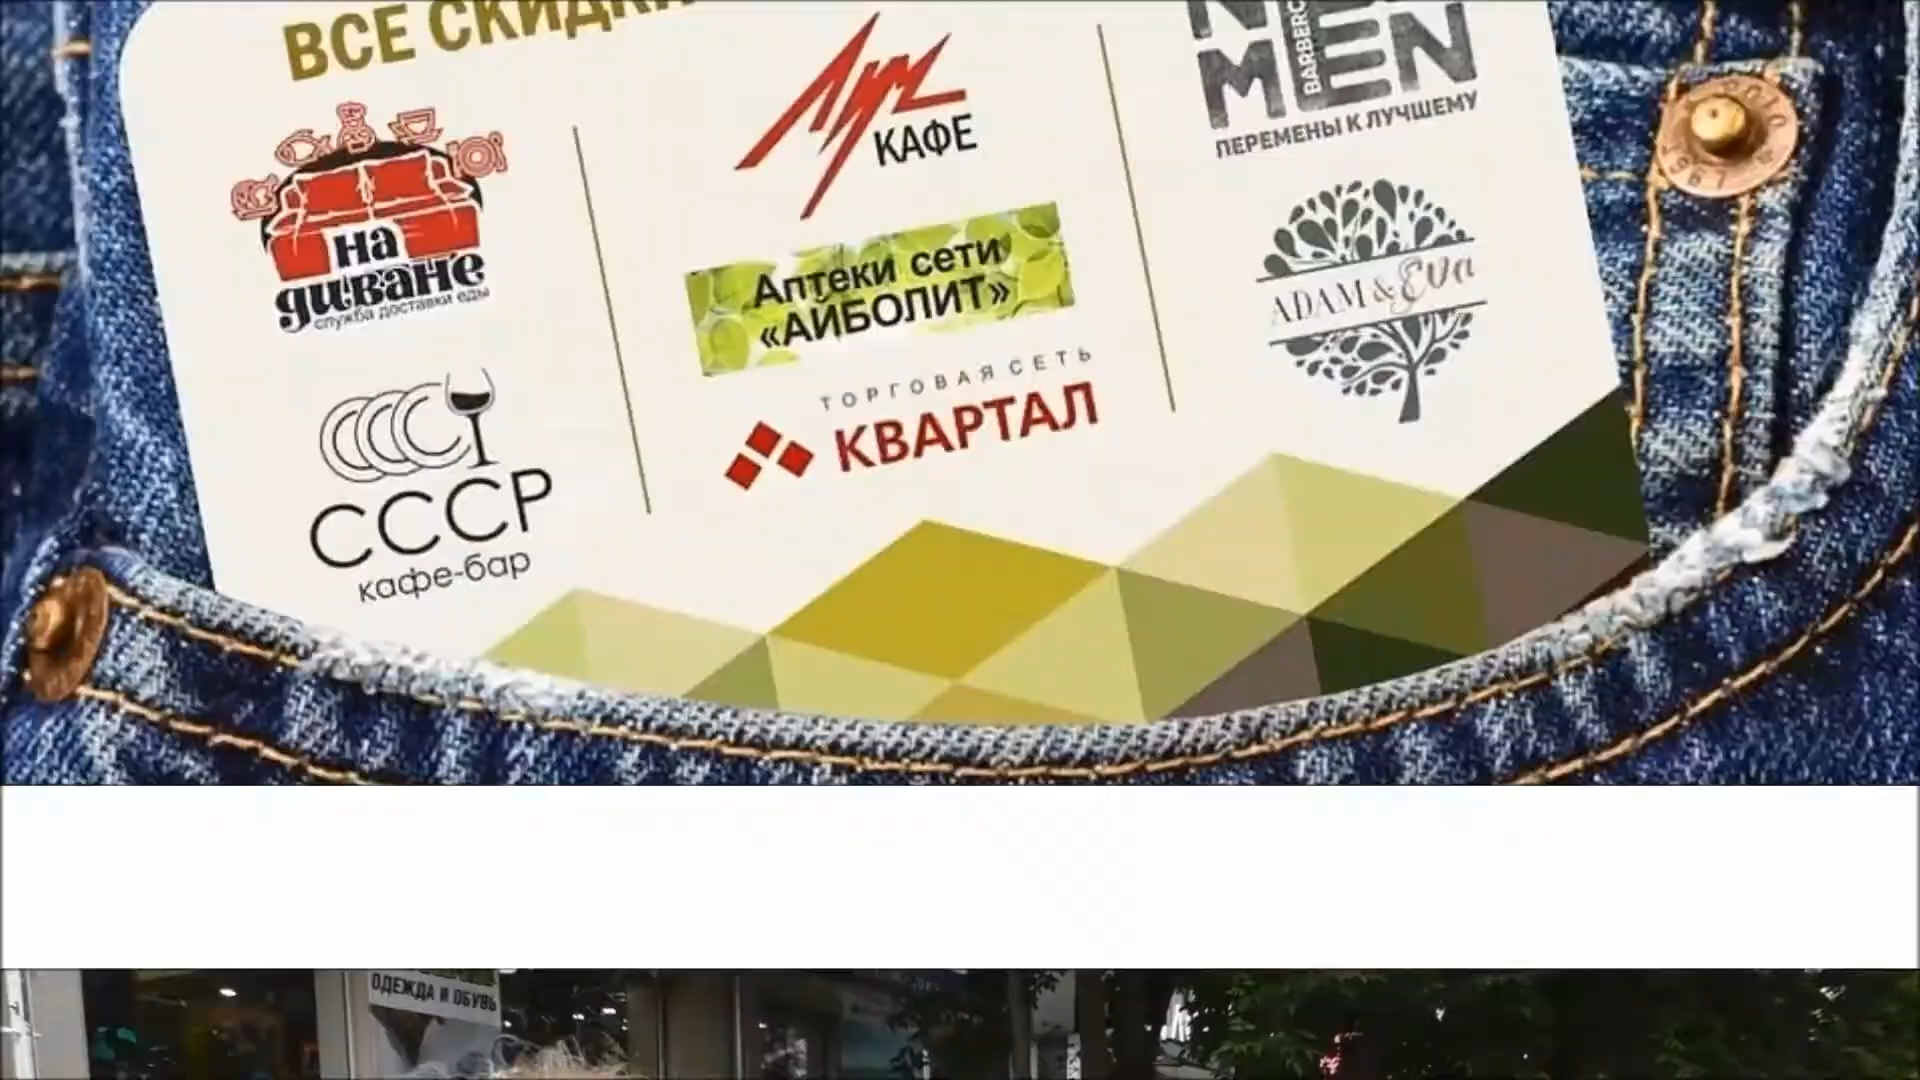 ВСЕ СКИДК
на
диване
служба доставки еды
СССР
кафе-бар
Луч
КАФЕ
Аптеки сети
«АЙБОЛИТ»
ТОРГОВАЯ СЕТЬ
КВАРТАЛ
MEN
ПЕРЕМЕНЫ К ЛУЧШЕМУ
ADAM & Eva
ОДЕЖДА И ОБУВЬ